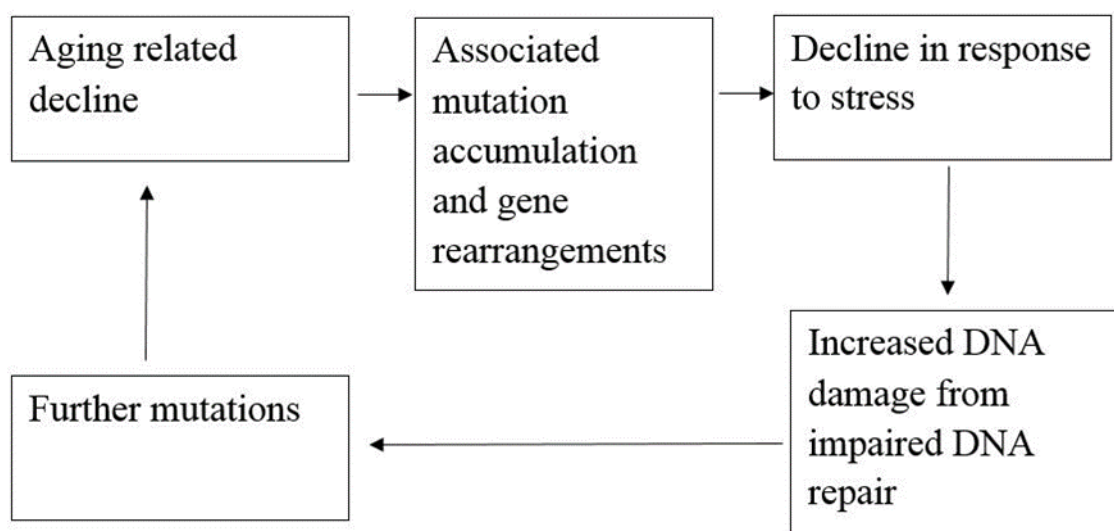 Aging related
decline
Associated
mutation
accumulation
and gene
rearrangements
Decline in response
to stress
Increased DNA
damage from
impaired DNA
repair
Further mutations